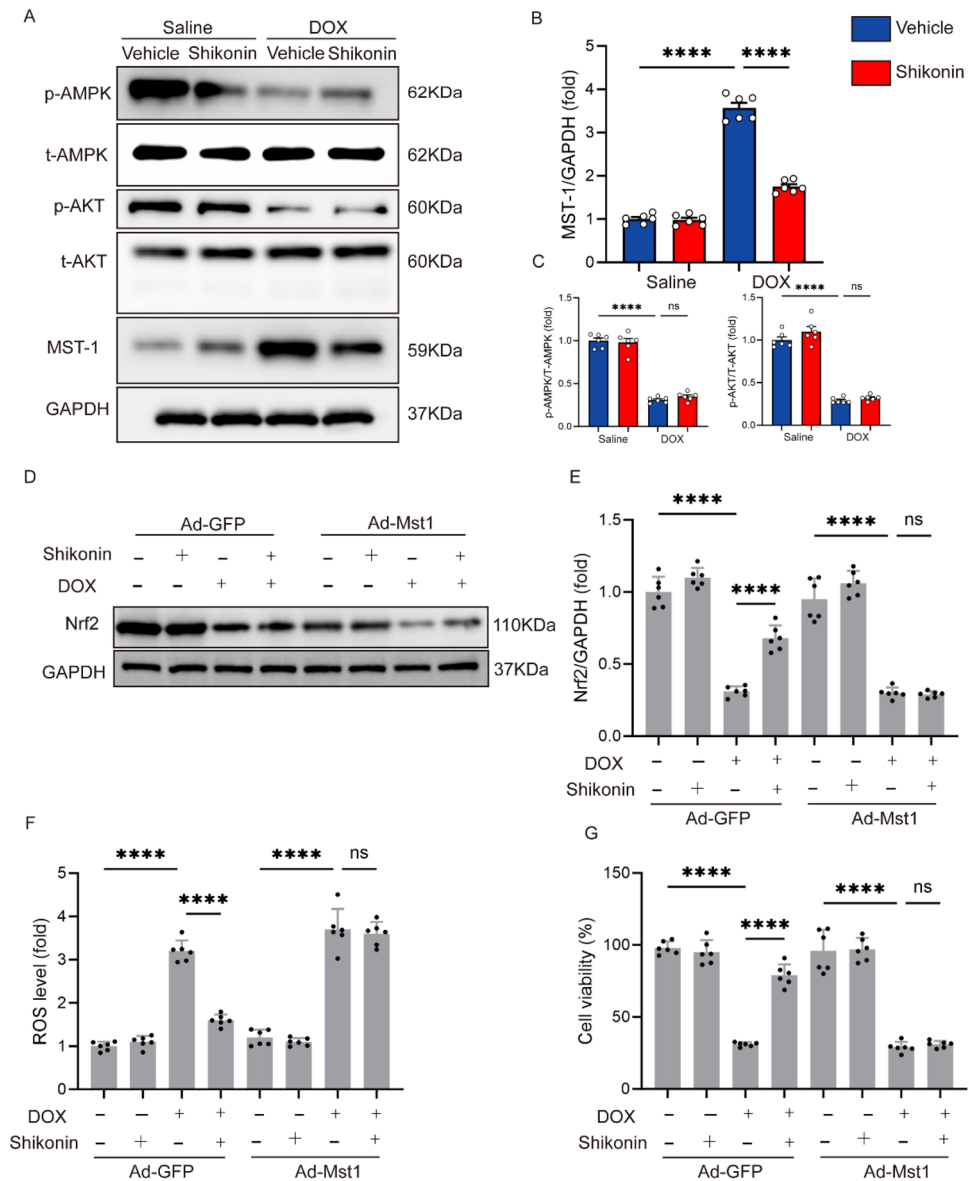 A
Saline DOX
Vehicle Shikonin Vehicle Shikonin
p-AMPK 62KDa
t-AMPK 62KDa
p-AKT 60KDa
t-AKT 60KDa
MST-1 59KDa
GAPDH 37KDa
B
Vehicle
Shikonin
**** ****
MST-1/GAPDH (fold)
5
4
3
2
1
0
Saline DOX
C
**** ns
p-AMPK/T-AMPK (fold)
1.5
1.0
0.5
0.0
Saline DOX
**** ns
p-AKT/T-AKT (fold)
1.5
1.0
0.5
0.0
Saline DOX
D
Ad-GFP Ad-Mst1
Shikonin – + – + – + – +
DOX – – + + – – + +
Nrf2 110KDa
GAPDH 37KDa
E
**** **** **** ns
Nrf2/GAPDH (fold)
1.5
1.0
0.5
0.0
DOX – – + + – – + +
Shikonin – + – + – + – +
Ad-GFP Ad-Mst1
F
**** **** **** ns
ROS level (fold)
5
4
3
2
1
0
DOX – – + + – – + +
Shikonin – + – + – + – +
Ad-GFP Ad-Mst1
G
**** **** **** ns
Cell viability (%)
150
100
50
0
DOX – – + + – – + +
Shikonin – + – + – + – +
Ad-GFP Ad-Mst1